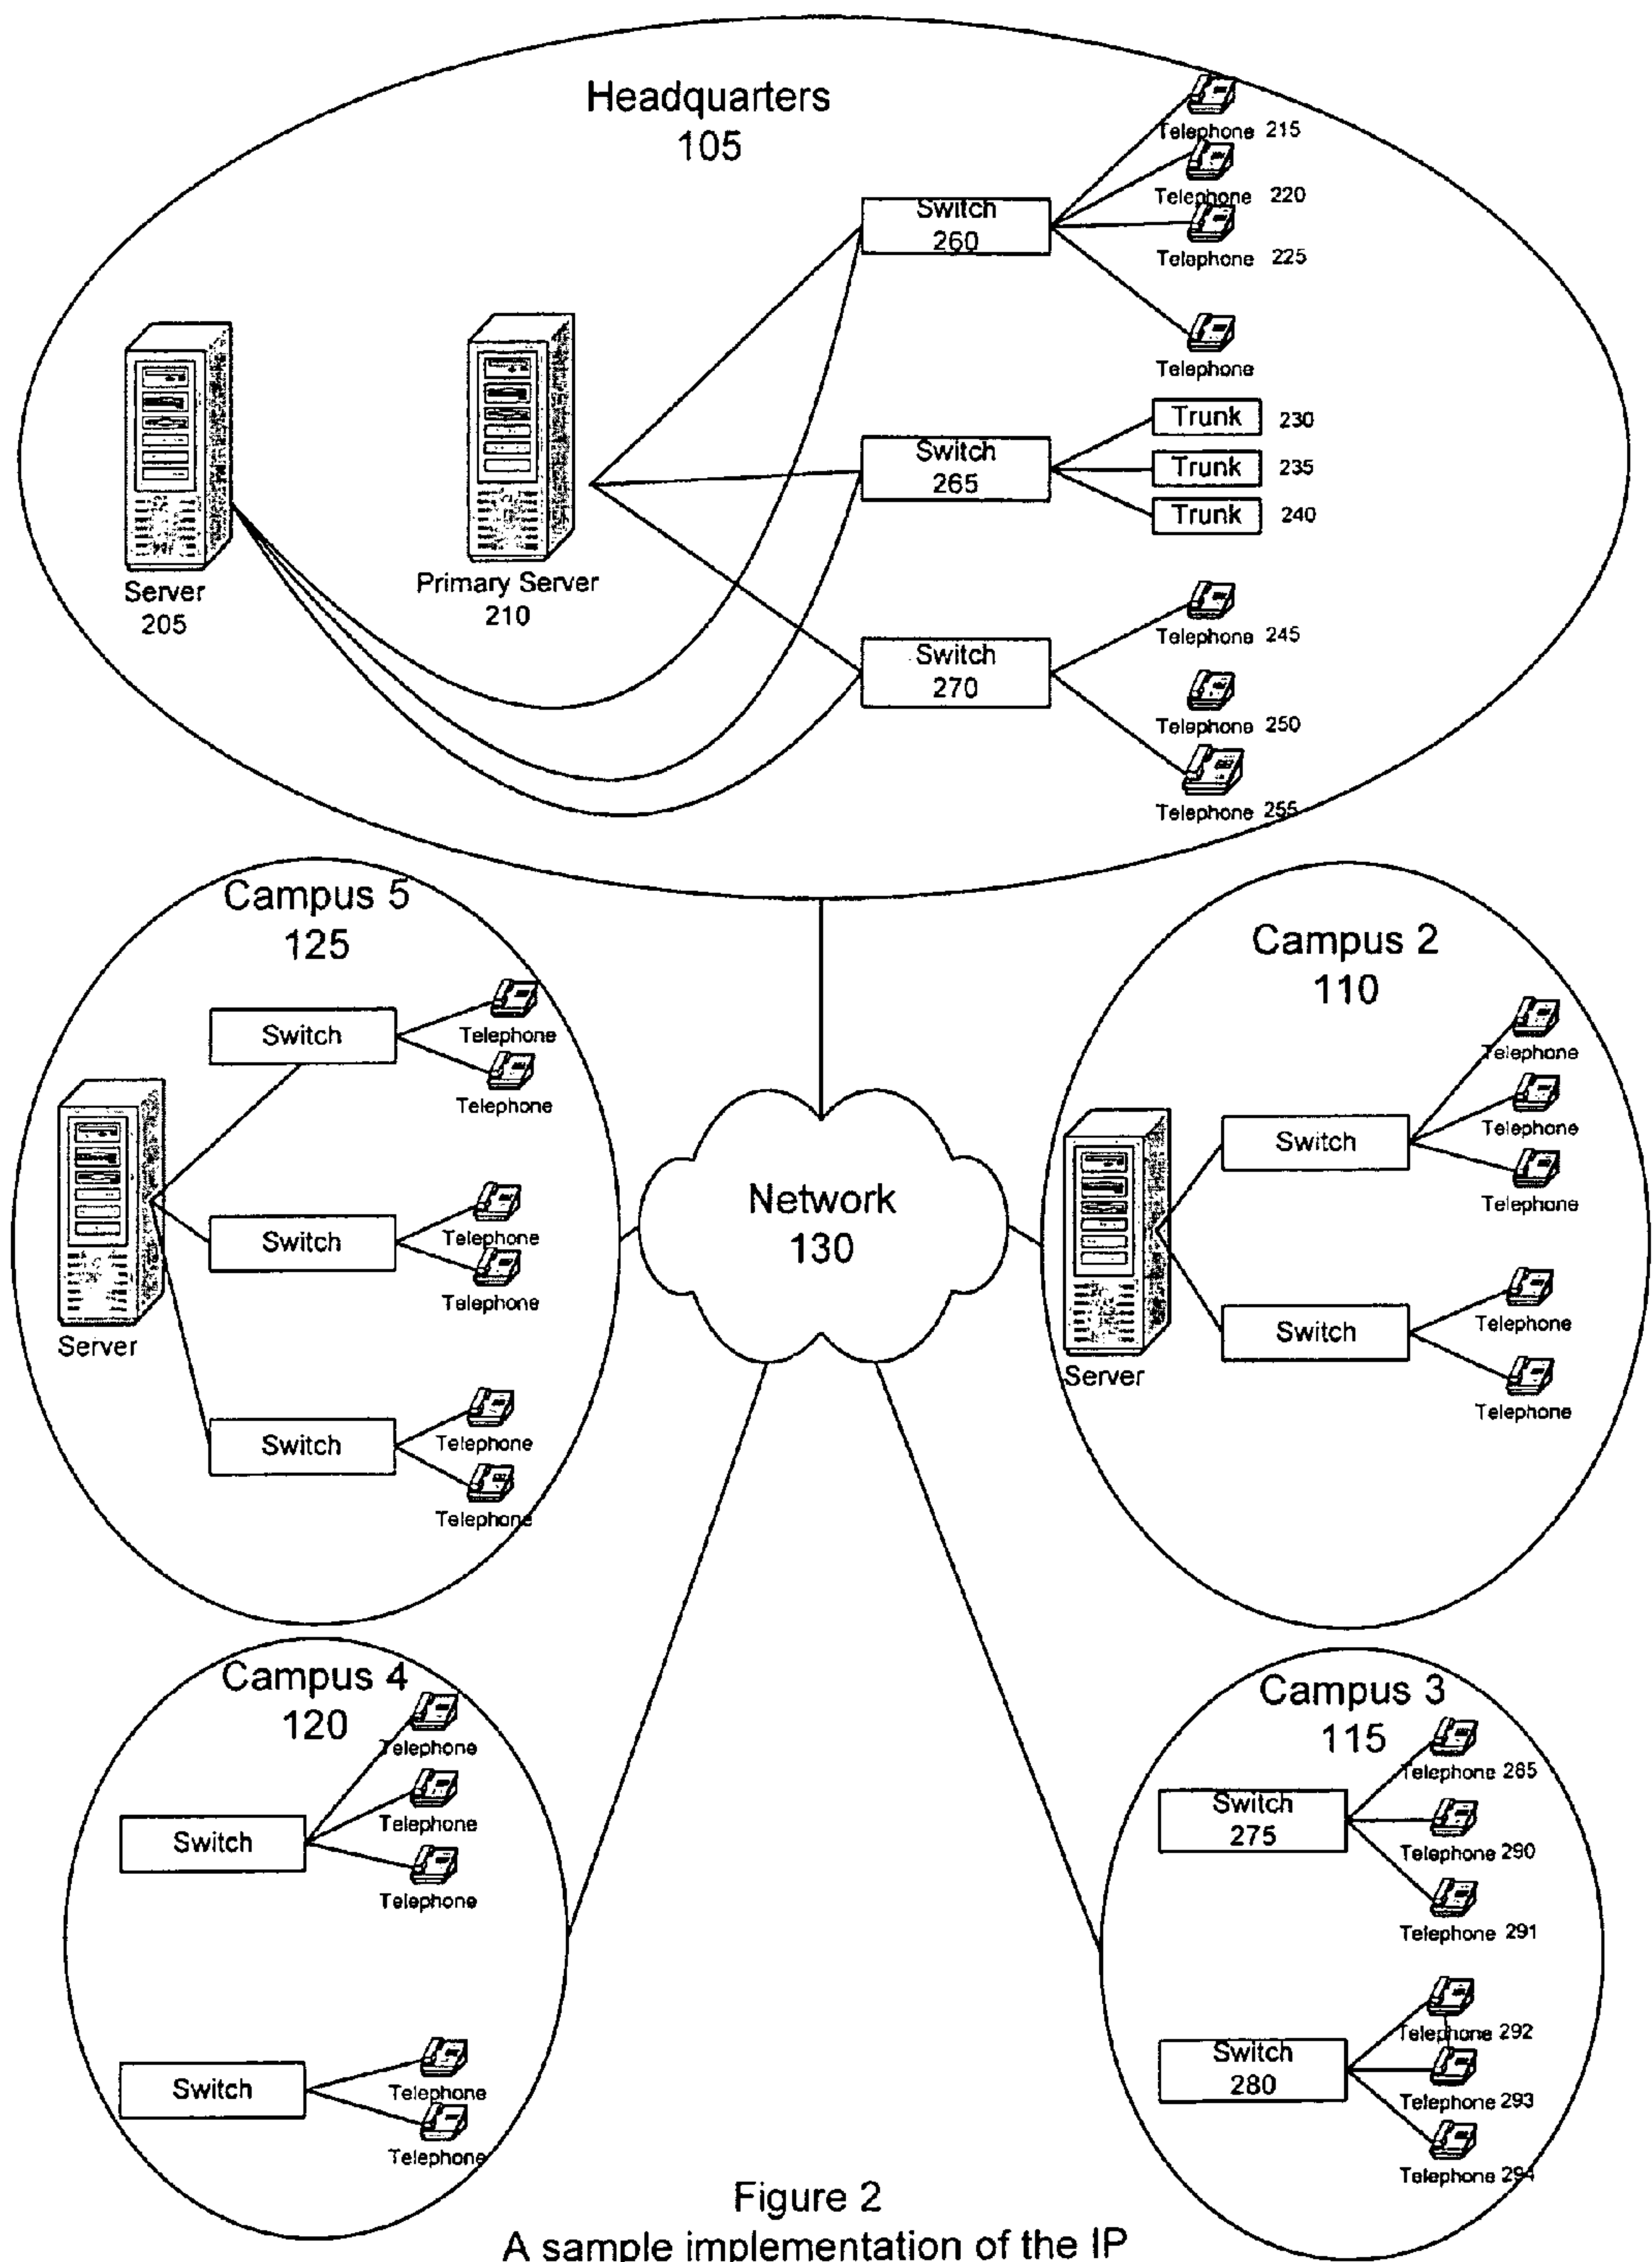 Headquarters
105
Telephone 215
Telephone 220
Switch
260
Telephone 225
Telephone
Trunk 230
Switch
265
Trunk 235
Trunk 240
Server
205
Primary Server
210
Telephone 245
Switch
270
Telephone 250
Telephone 255
Campus 5
125
Switch
Telephone
Telephone
Switch
Telephone
Telephone
Server
Switch
Telephone
Telephone
Campus 2
110
Telephone
Telephone
Switch
Telephone
Switch
Telephone
Server
Telephone
Network
130
Campus 4
120
Telephone
Switch
Telephone
Telephone
Switch
Telephone
Telephone
Campus 3
115
Telephone 285
Switch
275
Telephone 290
Telephone 291
Telephone 292
Switch
280
Telephone 293
Telephone 294
Figure 2
A sample implementation of the IP